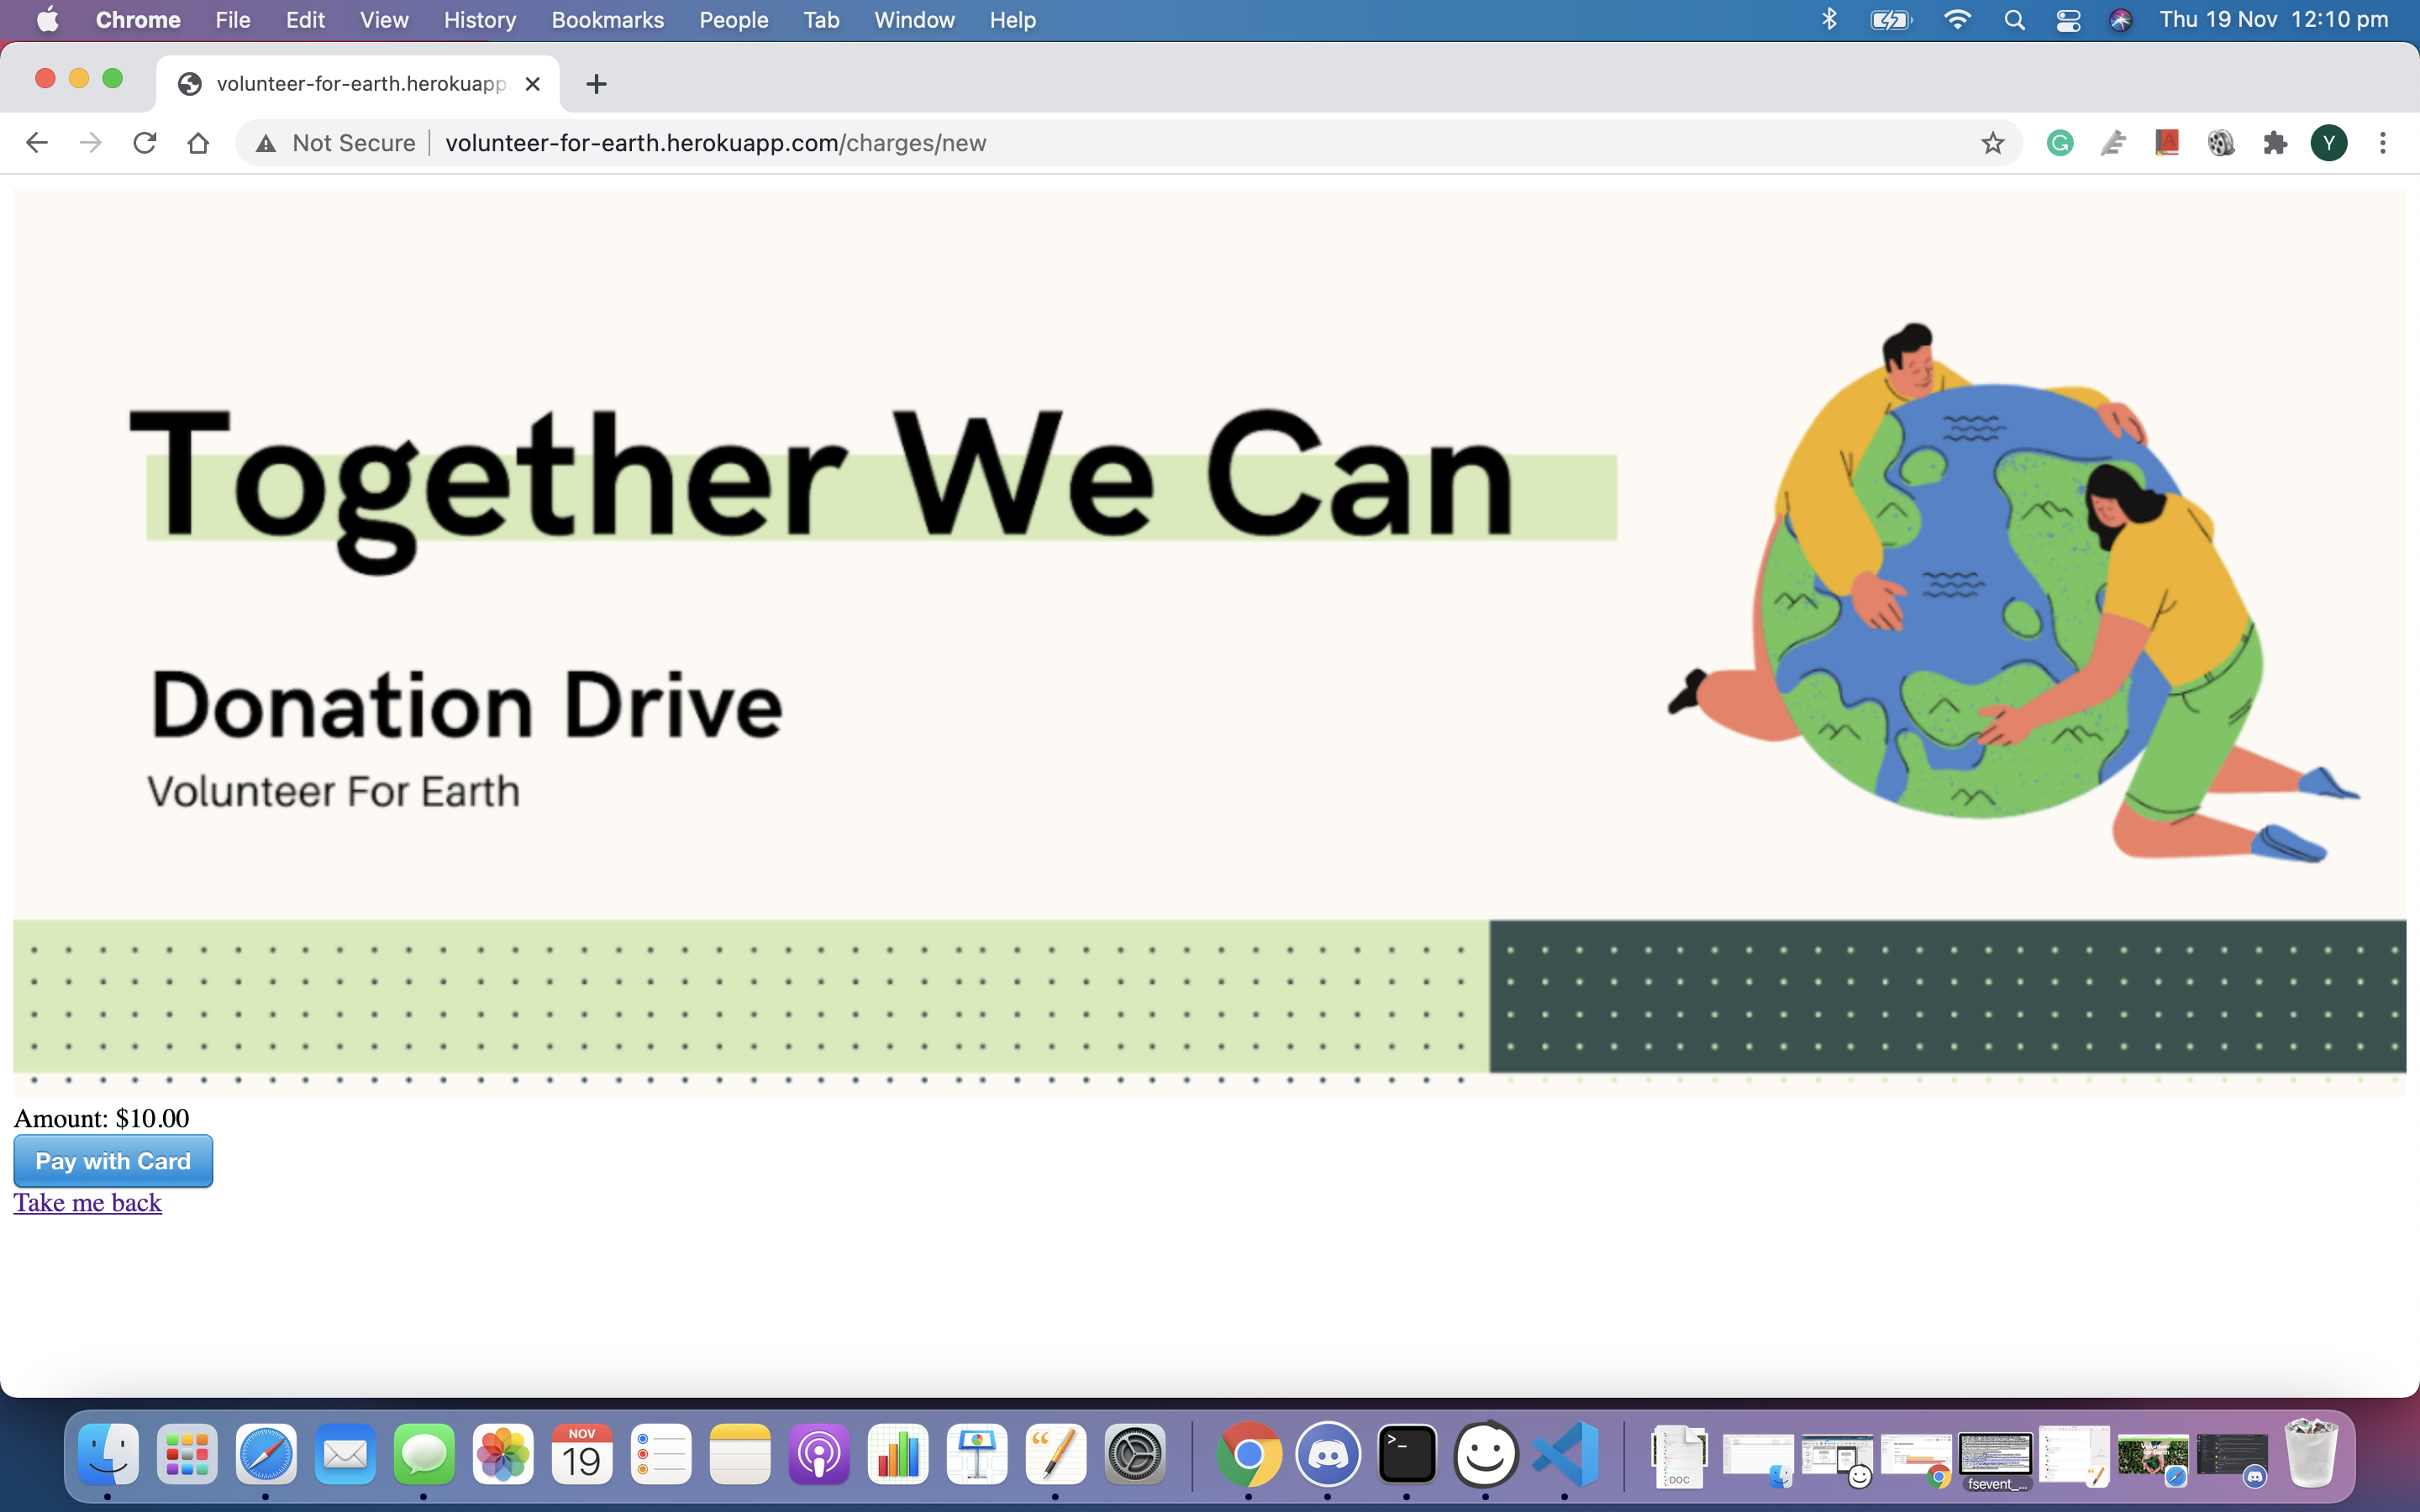 Chrome File Edit View History Bookmarks People Tab Window Help Thu 19 Nov 12:10 pm
volunteer-for-earth.herokuapp.
Not Secure volunteer-for-earth.herokuapp.com/charges/new Y
Together We Can
Donation Drive
Volunteer For Earth
Amount: $10.00
Pay with Card
Take me back
NOV
19
DOC
fsevent_...